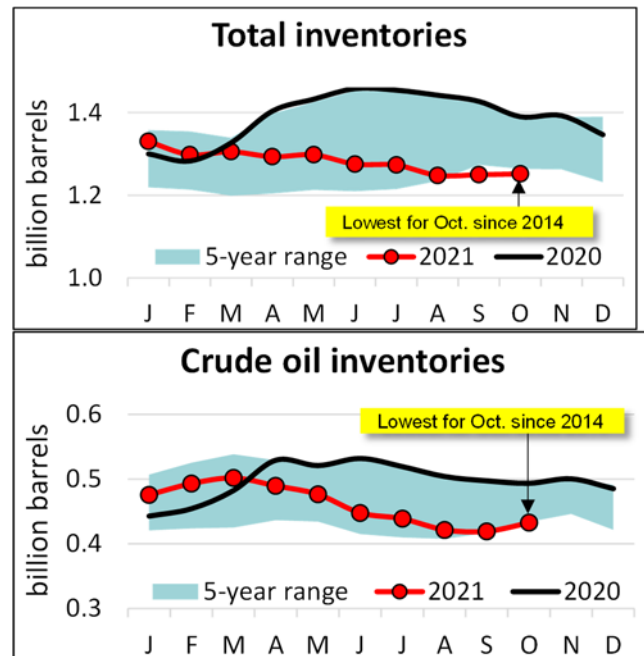 Total inventories
billion barrels
1.4
1.2
1.0
Lowest for Oct. since 2014
5-year range 2021 2020
J F M A M J J A S O N D
Crude oil inventories
billion barrels
0.6
0.5
0.4
0.3
Lowest for Oct. since 2014
5-year range 2021 2020
J F M A M J J A S O N D